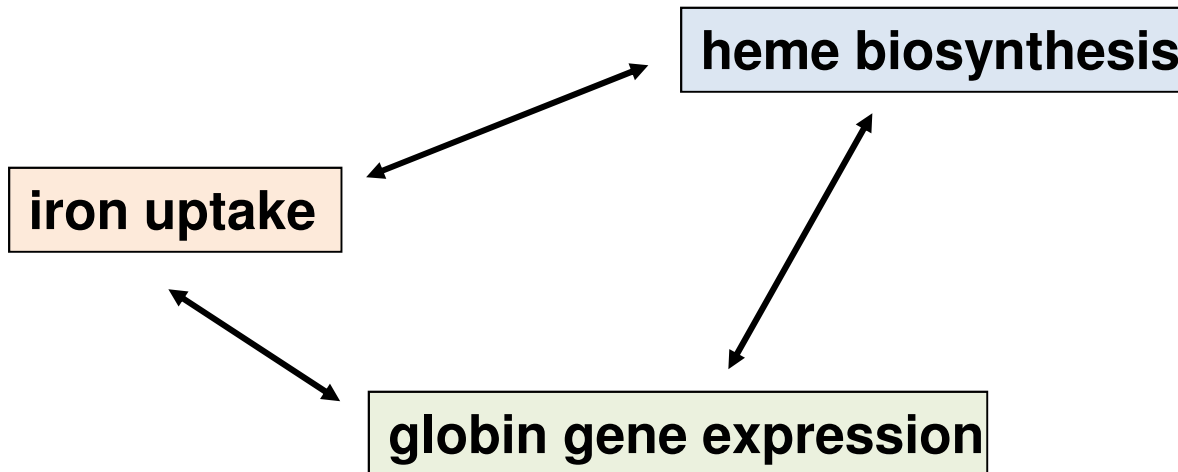 heme biosynthesis
iron uptake
globin gene expression